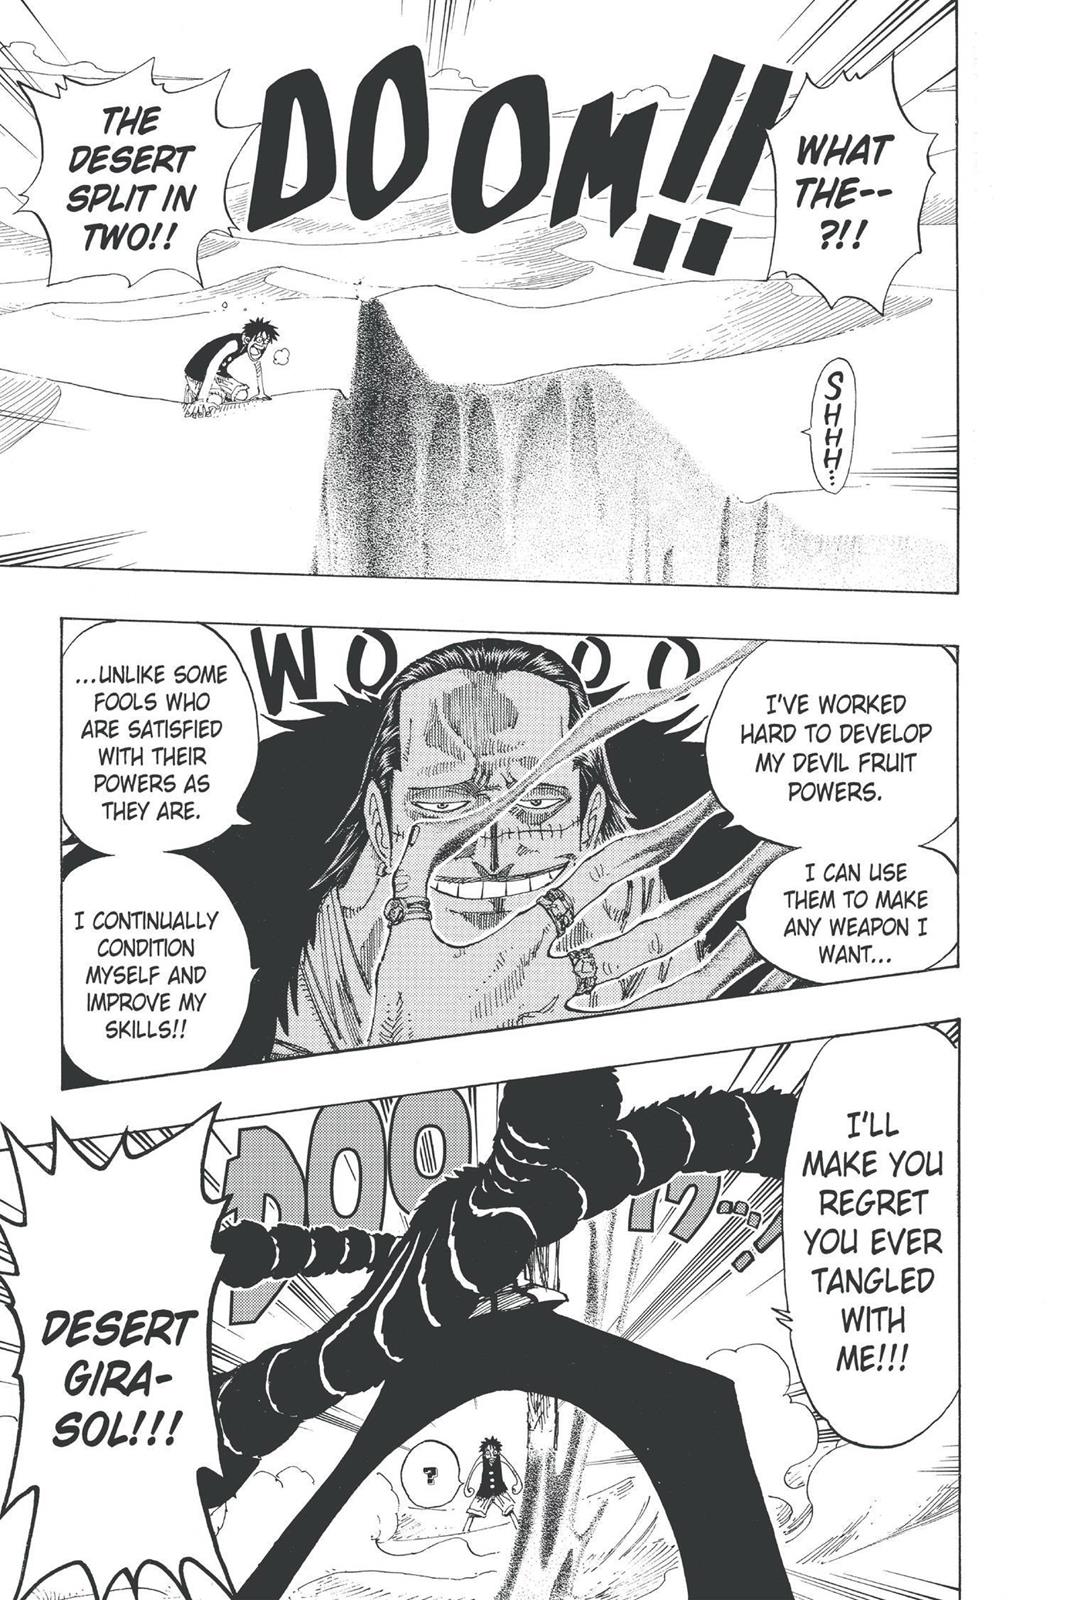 WHAT
THE--
?!!
DOOM!!
THE
DESERT
SPLIT IN
TWO!!
SHHH...
I'VE WORKED
HARD TO DEVELOP
MY DEVIL FRUIT
POWERS.
I CAN USE
THEM TO MAKE
ANY WEAPON I
WANT...
WO OO
...UNLIKE SOME
FOOLS WHO
ARE SATISFIED
WITH THEIR
POWERS AS
THEY ARE.
I CONTINUALLY
CONDITION
MYSELF AND
IMPROVE MY
SKILLS!!
I'LL
MAKE YOU
REGRET
YOU EVER
TANGLED
WITH
ME!!!
DESERT
GIRA-
SOL!!!
?